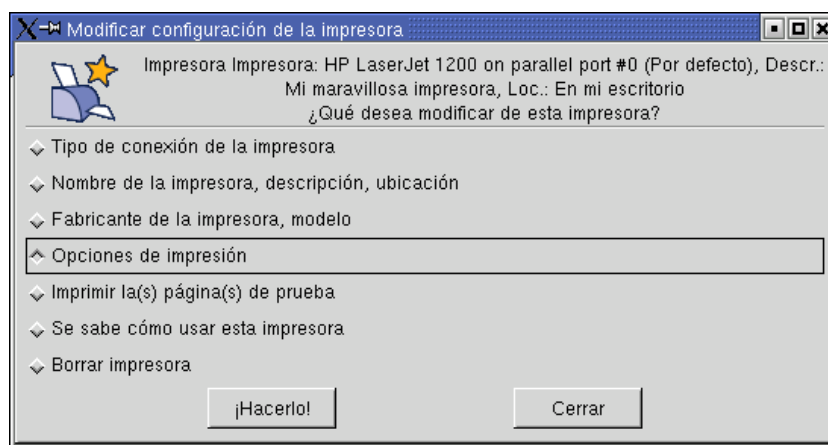 Modificar configuración de la impresora
Impresora Impresora: HP LaserJet 1200 on parallel port #0 (Por defecto), Descr.:
Mi maravillosa impresora, Loc.: En mi escritorio
¿Qué desea modificar de esta impresora?
Tipo de conexión de la impresora
Nombre de la impresora, descripción, ubicación
Fabricante de la impresora, modelo
Opciones de impresión
Imprimir la(s) página(s) de prueba
Se sabe cómo usar esta impresora
Borrar impresora
¡Hacerlo! Cerrar